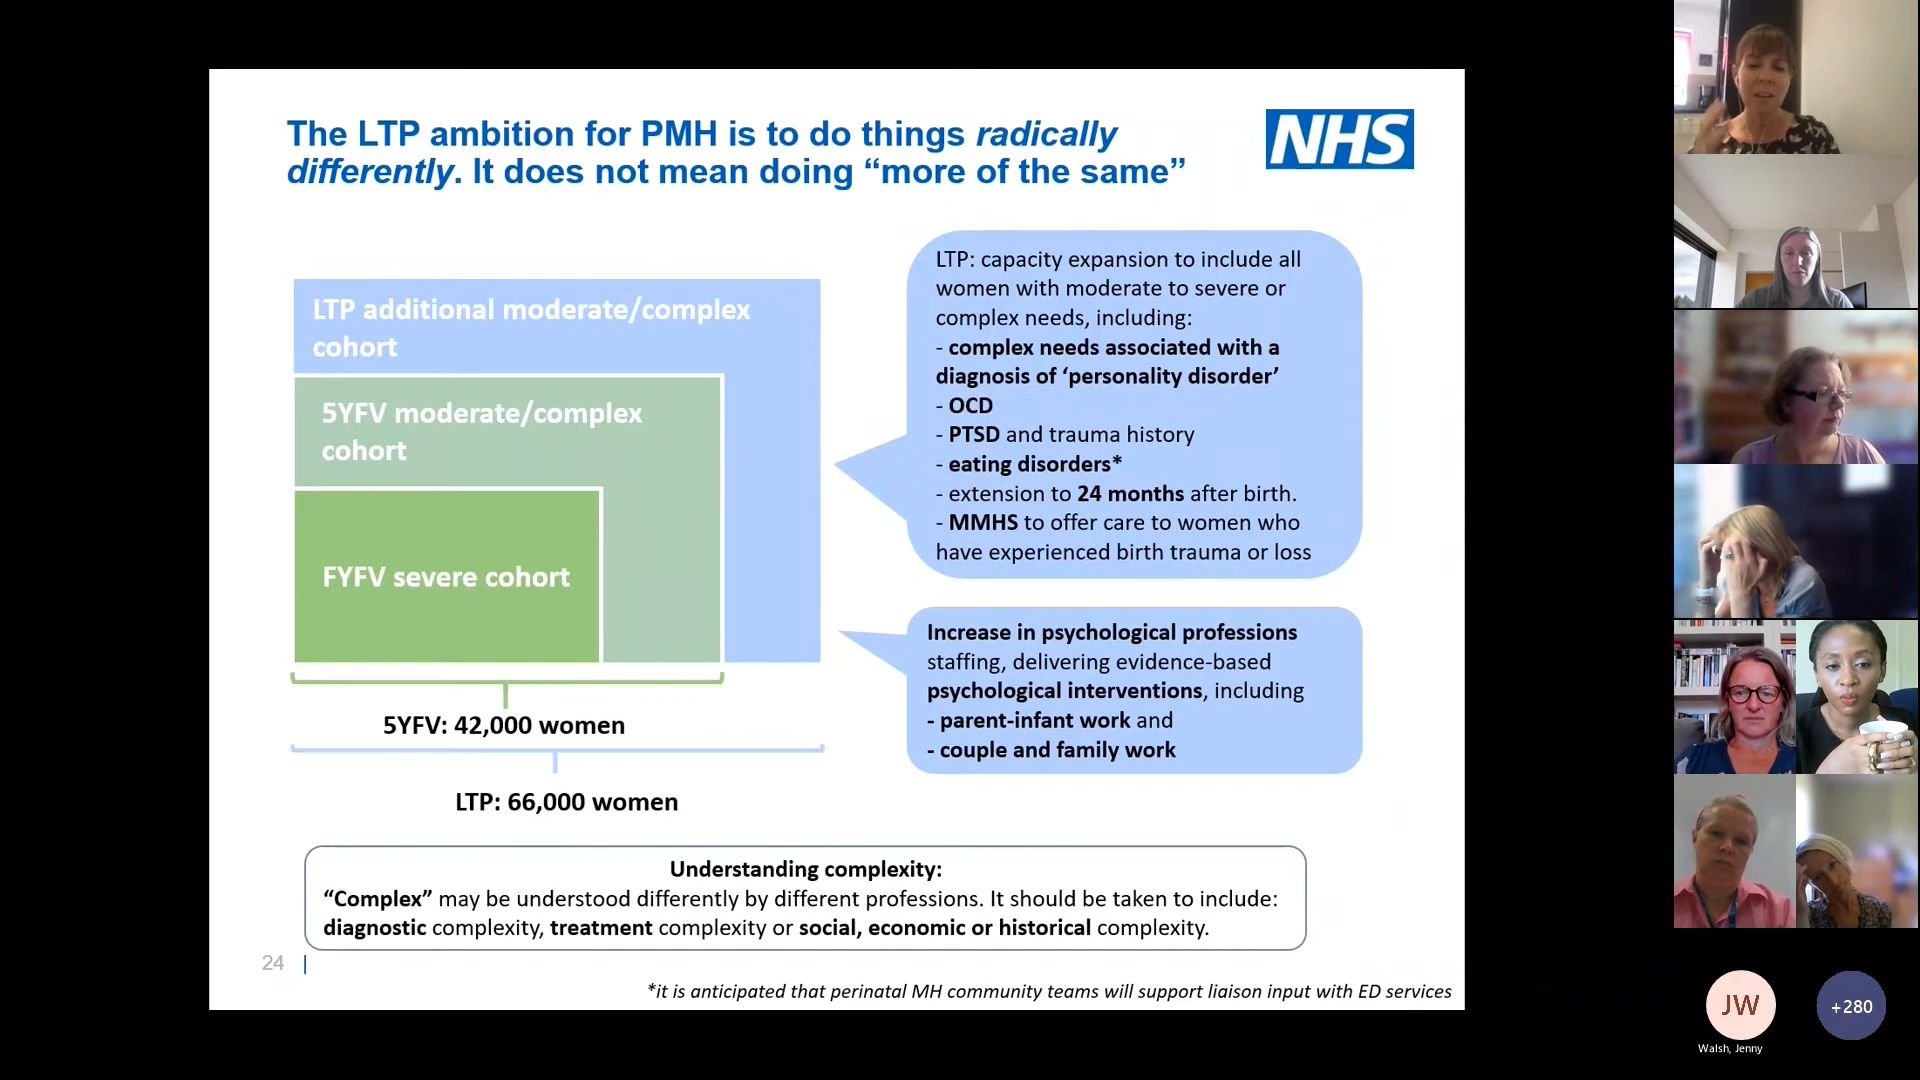 The LTP ambition for PMH is to do things radically
differently. It does not mean doing “more of the same”
NHS
LTP additional moderate/complex
cohort
5YFV moderate/complex
cohort
FYFV severe cohort
5YFV: 42,000 women
LTP: 66,000 women
LTP: capacity expansion to include all
women with moderate to severe or
complex needs, including:
- complex needs associated with a
diagnosis of ‘personality disorder’
- OCD
- PTSD and trauma history
- eating disorders*
- extension to 24 months after birth.
- MMHS to offer care to women who
have experienced birth trauma or loss
Increase in psychological professions
staffing, delivering evidence-based
psychological interventions, including
- parent-infant work and
- couple and family work
Understanding complexity:
“Complex” may be understood differently by different professions. It should be taken to include:
diagnostic complexity, treatment complexity or social, economic or historical complexity.
24
*it is anticipated that perinatal MH community teams will support liaison input with ED services
JW
Walsh, Jenny
+280